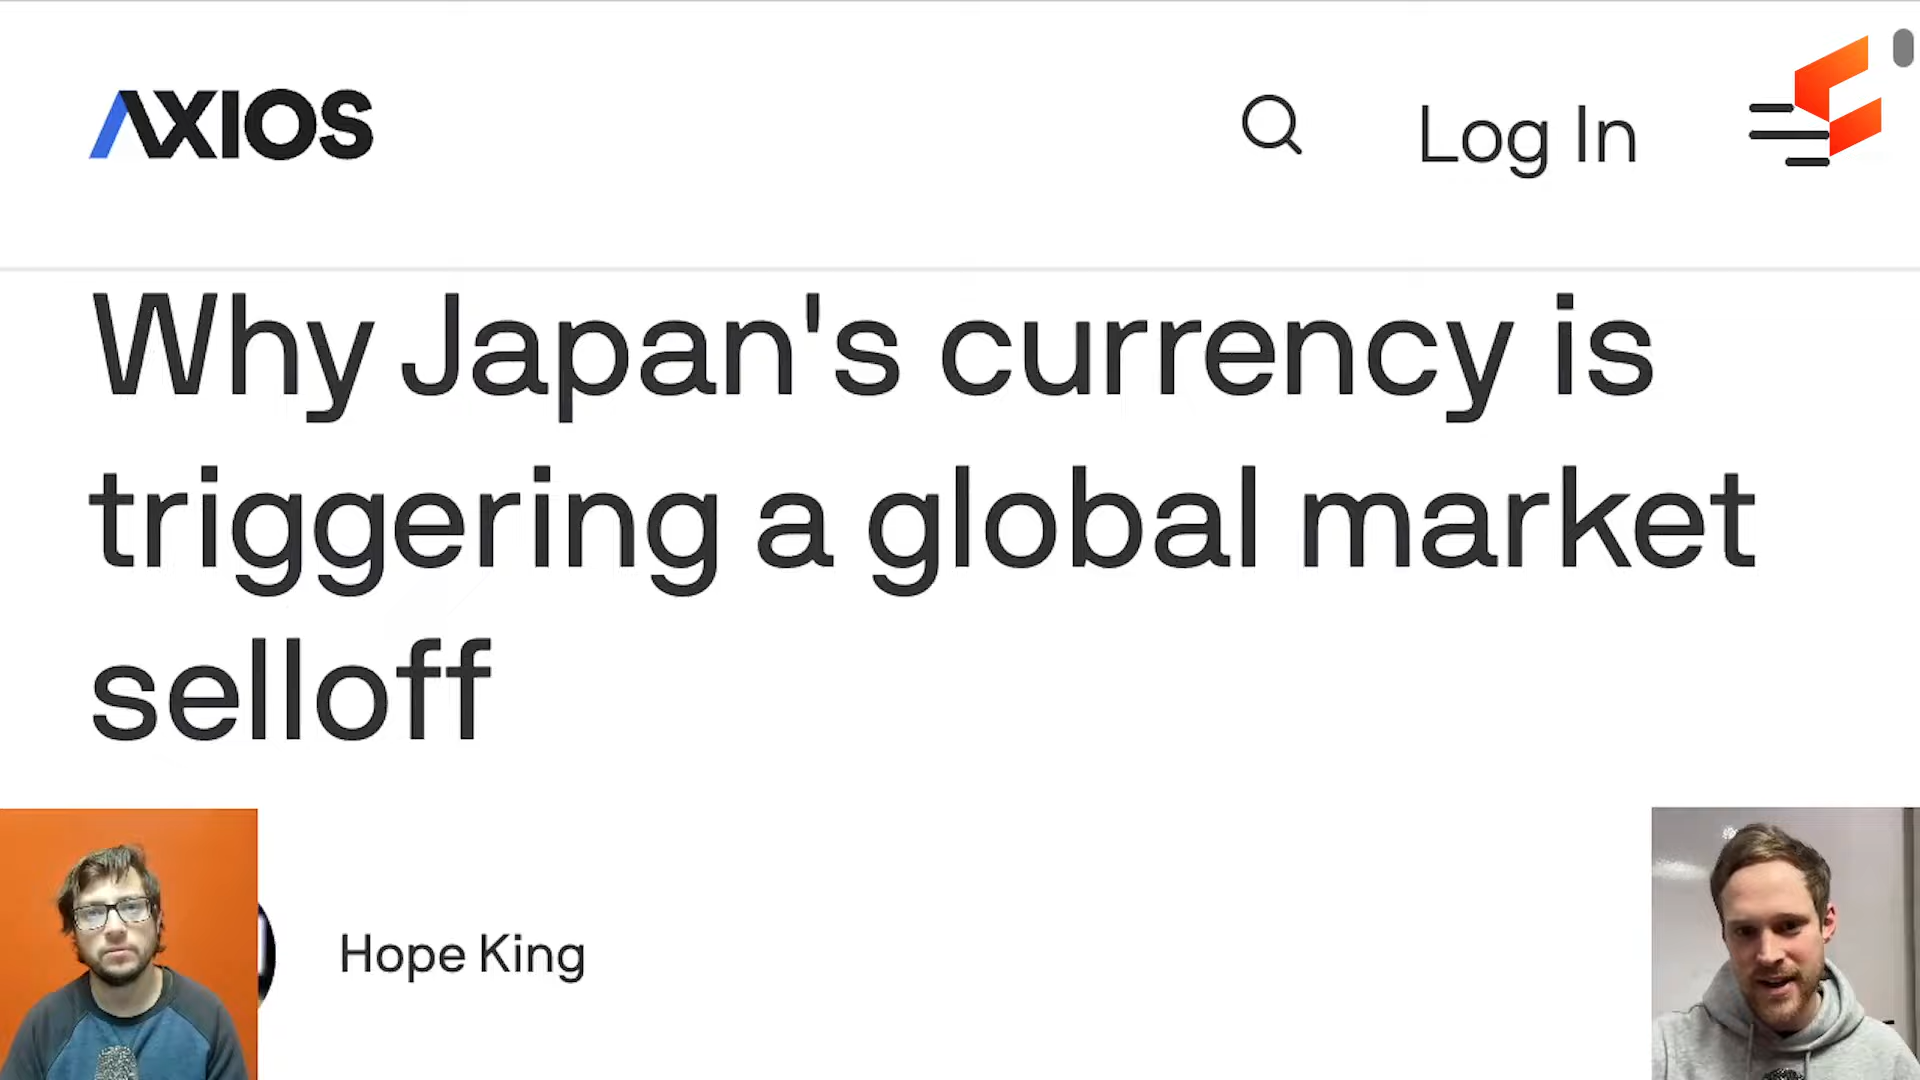 AXIOS
Log In
Why Japan's currency is
triggering a global market
selloff
Hope King